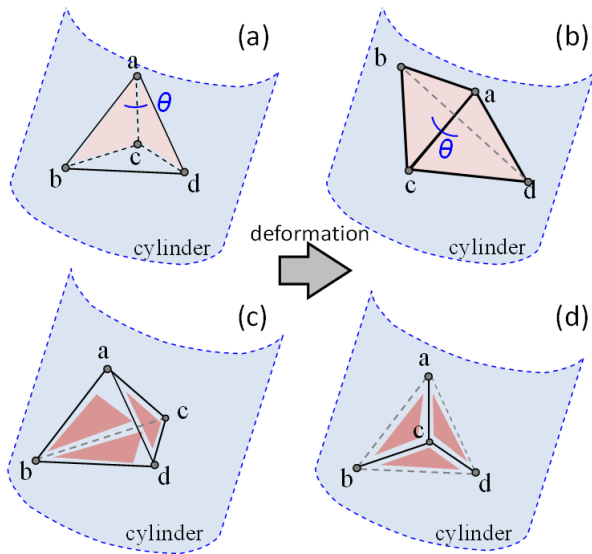 (a)
a
θ
c
b
d
cylinder
(b)
b
a
θ
c
d
cylinder
deformation
(c)
a
c
b
d
cylinder
(d)
a
c
b
d
cylinder